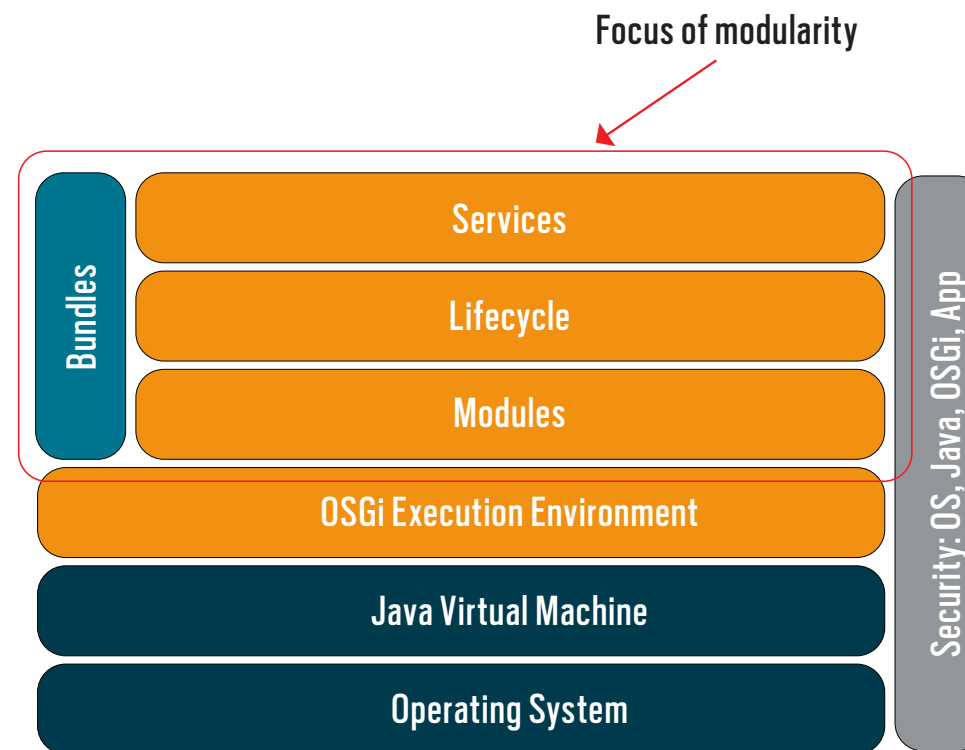 Focus of modularity
Bundles
Services
Lifecycle
Modules
OSGi Execution Environment
Java Virtual Machine
Operating System
Security: OS, Java, OSGi, App